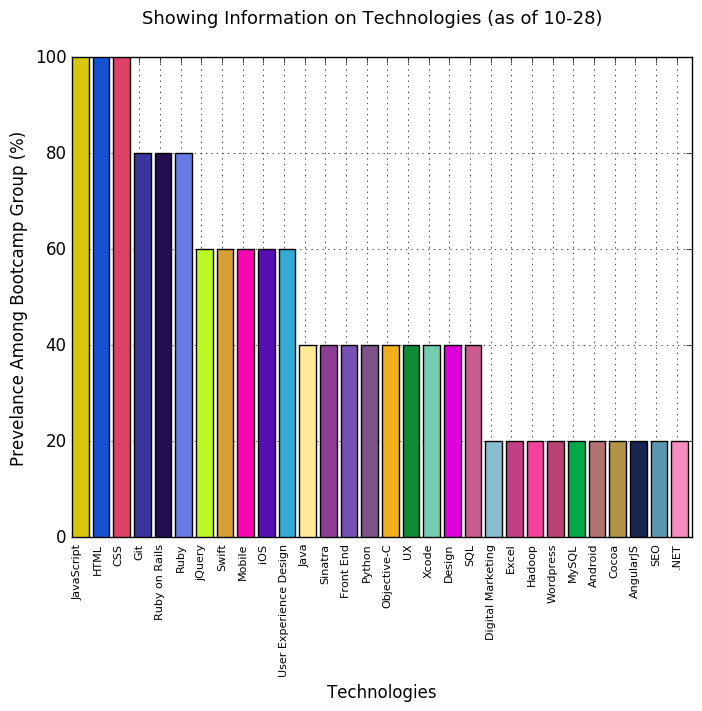 Showing Information on Technologies (as of 10-28)
Prevelance Among Bootcamp Group (%)
100
80
60
40
20
0
JavaScript
HTML
CSS
Git
Ruby on Rails
Ruby
jQuery
Swift
Mobile
iOS
User Experience Design
Java
Sinatra
Front End
Python
Objective-C
UX
Xcode
Design
SQL
Digital Marketing
Excel
Hadoop
Wordpress
MySQL
Android
Cocoa
AngularJS
SEO
.NET
Technologies